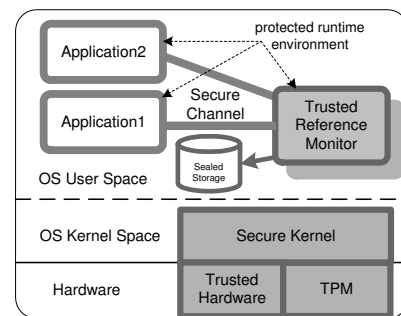 protected runtime
environment
Application2
Application1
Secure
Channel
Trusted
Reference
Monitor
Sealed
Storage
OS User Space
OS Kernel Space
Secure Kernel
Hardware
Trusted
Hardware
TPM